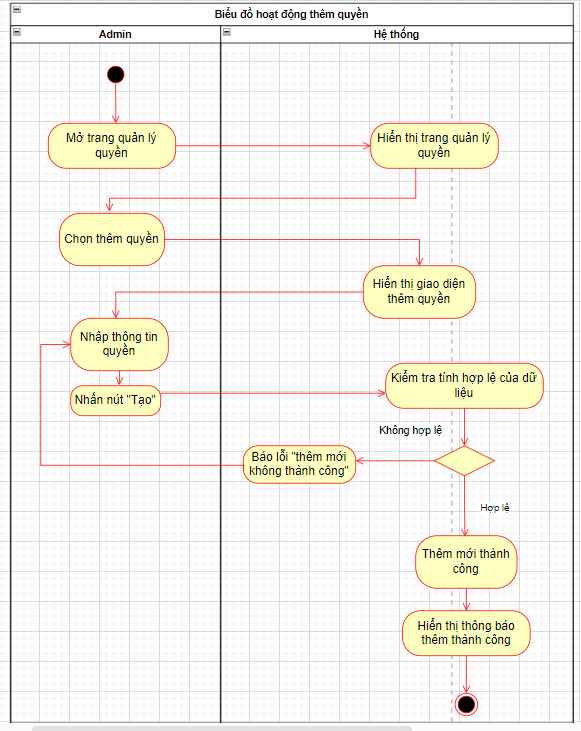 Biểu đồ hoạt động thêm quyền
Admin
Hệ thống
Mở trang quản lý
quyền
Hiển thị trang quản lý
quyền
Chọn thêm quyền
Hiển thị giao diện
thêm quyền
Nhập thông tin
quyền
Nhấn nút "Tạo"
Kiểm tra tính hợp lệ của dữ
liệu
Không hợp lệ
Báo lỗi "thêm mới
không thành công"
Hợp lệ
Thêm mới thành
công
Hiển thị thông báo
thêm thành công